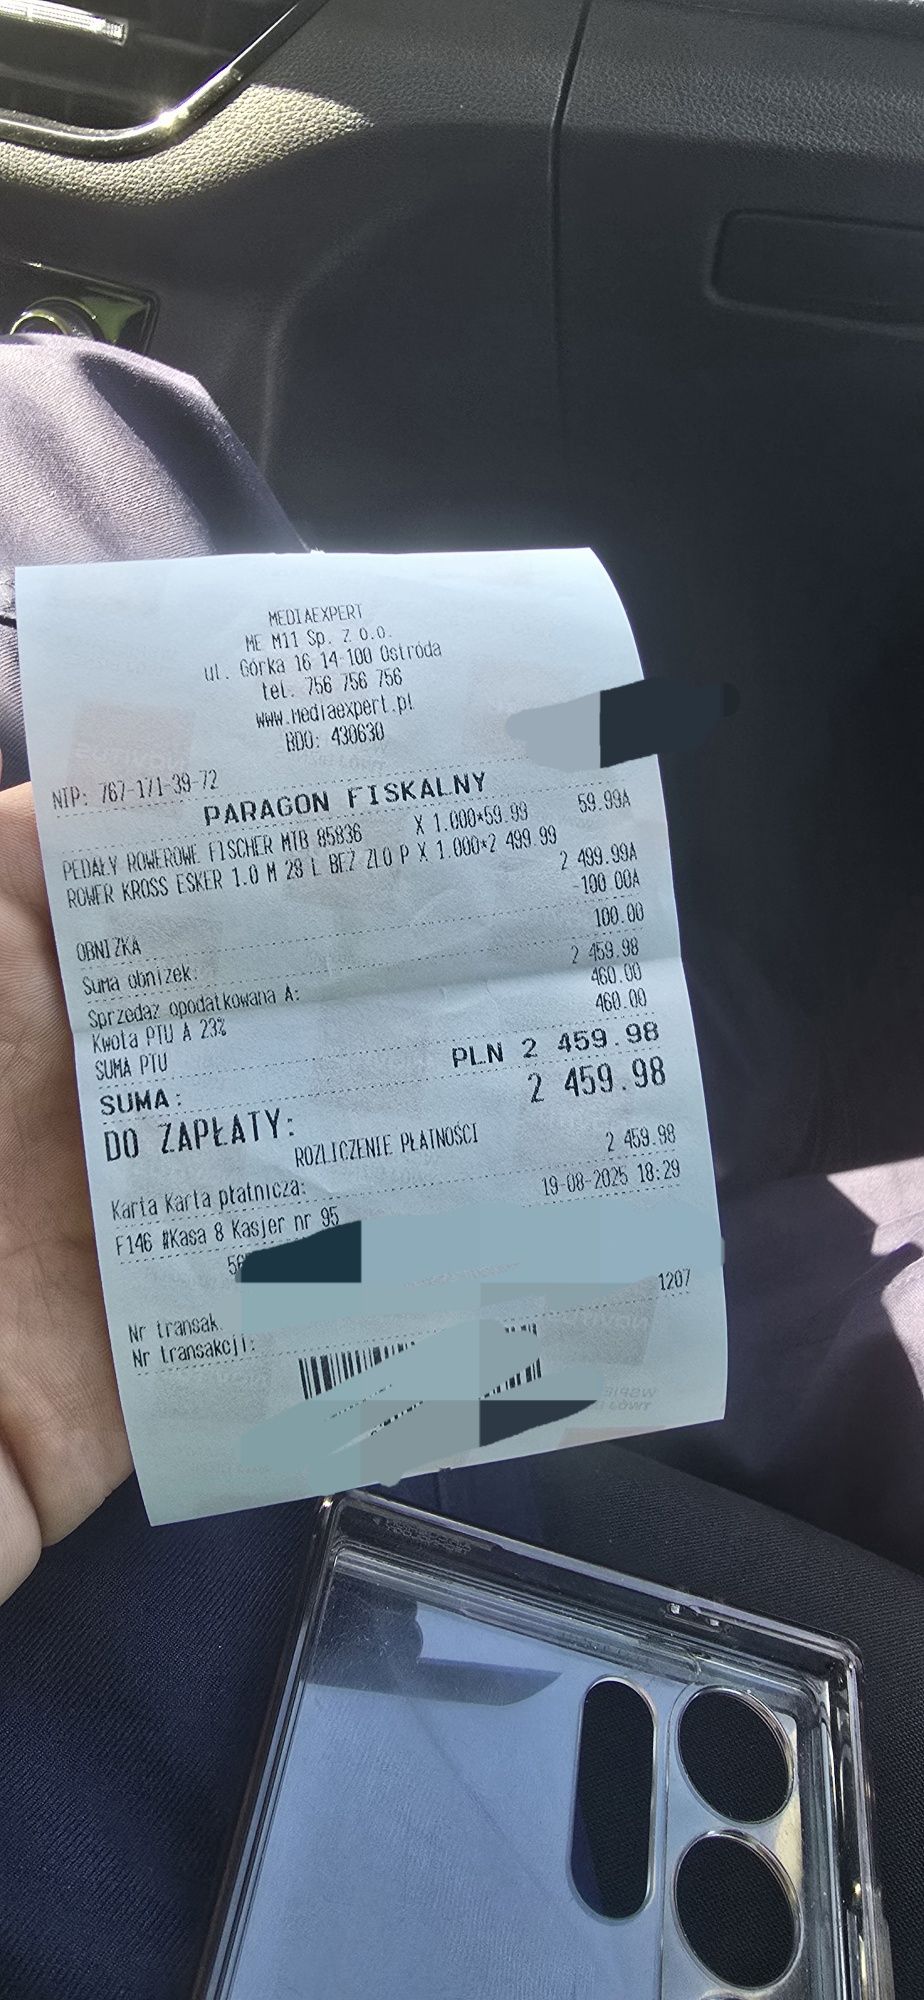 MEDIAEXPERT
ME M11 Sp. Z o.o.
ul. Górka 16 14-100 Ostróda
tel. 756 756 756
www.mediaexpert.pl
BDO: 430630
NIP: 767-171-39-72
PARAGON FISKALNY
PEDAŁY ROWEROWE FISCHER MTB 85836 X 1.000*59.99 59.99A
ROWER KROSS ESKER 1.0 M 28 L BEZ ZLO P X 1.000*2 499.99
2 499.99A
OBNIŻKA -100.00A
Suma obniżek: 100.00
Sprzedaż opodatkowana A: 2 459.98
Kwota PTU A 23% 460.00
SUMA PTU 460.00
SUMA: PLN 2 459.98
DO ZAPŁATY: 2 459.98
ROZLICZENIE PŁATNOŚCI
Karta Karta płatnicza: 2 459.98
F146 #Kasa 8 Kasjer nr 95 19-08-2025 18:29
Nr transak.
Nr transakcji: 1207